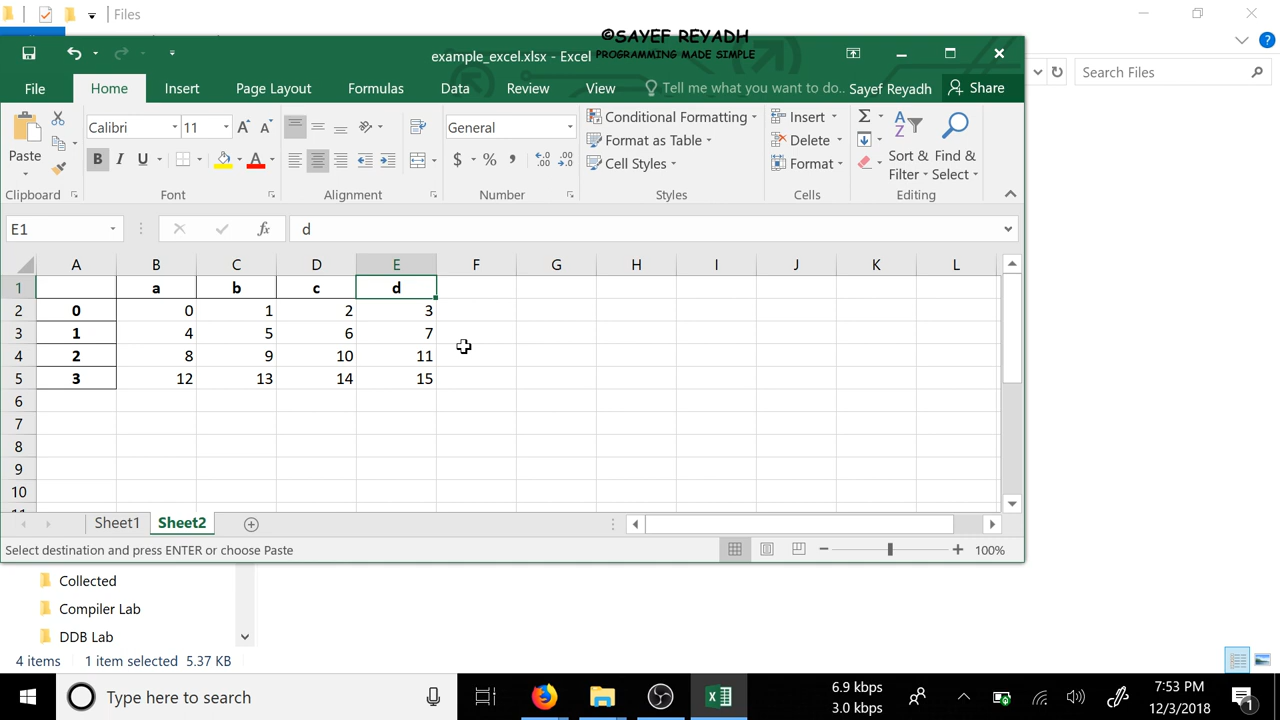 Files
©SAYEF REYADH
PROGRAMMING MADE SIMPLE
example_excel.xlsx - Excel
?
Search Files
File Home Insert Page Layout Formulas Data Review View Tell me what you want to do.. Sayef Reyadh Share
Paste
Calibri 11 A A
B I U A
General
$ % , .0 .00 .00 .0
Conditional Formatting
Format as Table
Cell Styles
Insert
Delete
Format
Σ
A Z
Sort & Filter
Find & Select
Clipboard Font Alignment Number Styles Cells Editing
E1 fx d
A B C D E F G H I J K L
1 a b c d
2 0 0 1 2 3
3 1 4 5 6 7
4 2 8 9 10 11
5 3 12 13 14 15
6
7
8
9
10
Sheet1 Sheet2
Select destination and press ENTER or choose Paste 100%
Collected
Compiler Lab
DDB Lab
4 items 1 item selected 5.37 KB
Type here to search
6.9 kbps
3.0 kbps
7:53 PM
12/3/2018
1